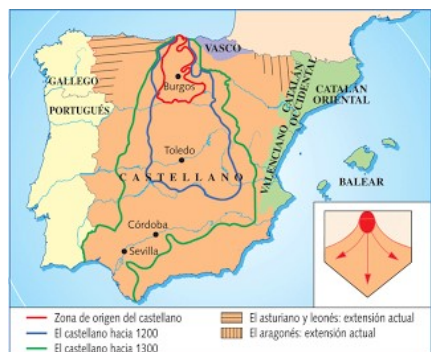 VASCO
GALLEGO
Burgos
PORTUGUÉS
CATALÁN
OCCIDENTAL
CATALÁN
ORIENTAL
VALENCIANO
Toledo
CASTELLANO
BALEAR
Córdoba
Sevilla
Zona de origen del castellano
El castellano hacia 1200
El castellano hacia 1300
El asturiano y leonés: extensión actual
El aragonés: extensión actual